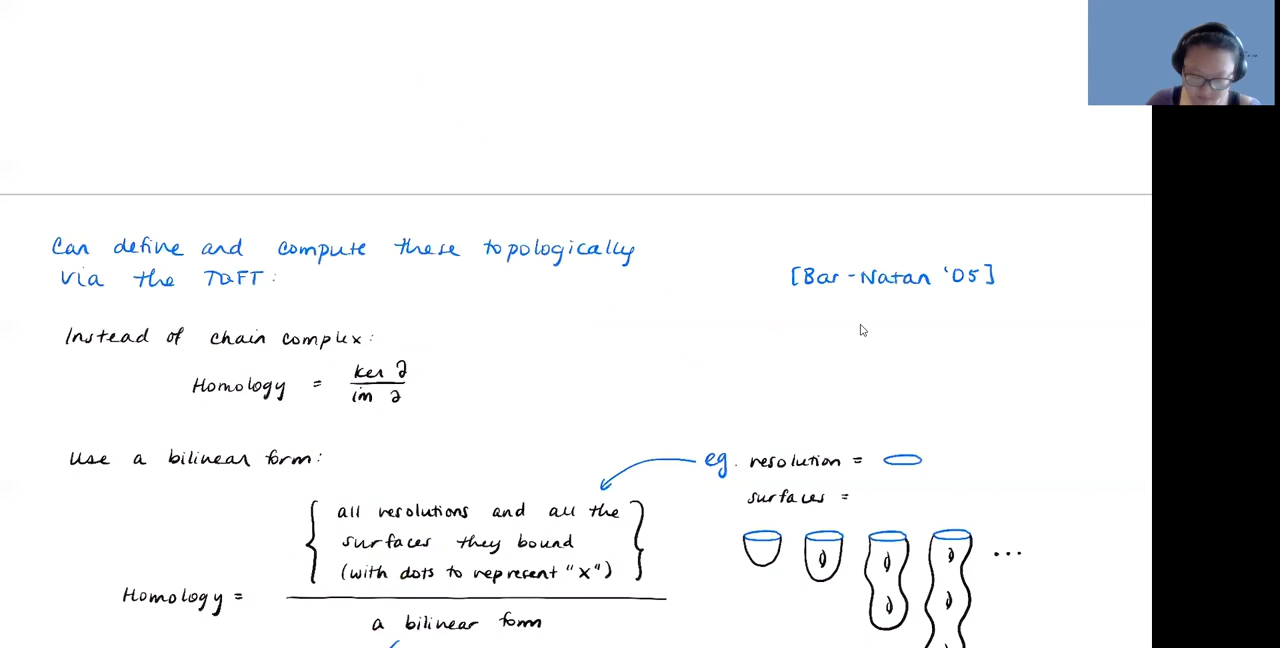 Can define and compute these topologically
via the TQFT:
[Bar-Natan '05]
Instead of chain complex:
Homology = ker ∂
im ∂
Use a bilinear form:
eg. resolution =
surfaces =
all resolutions and all the
surfaces they bound
(with dots to represent "x")
...
Homology =
a bilinear form